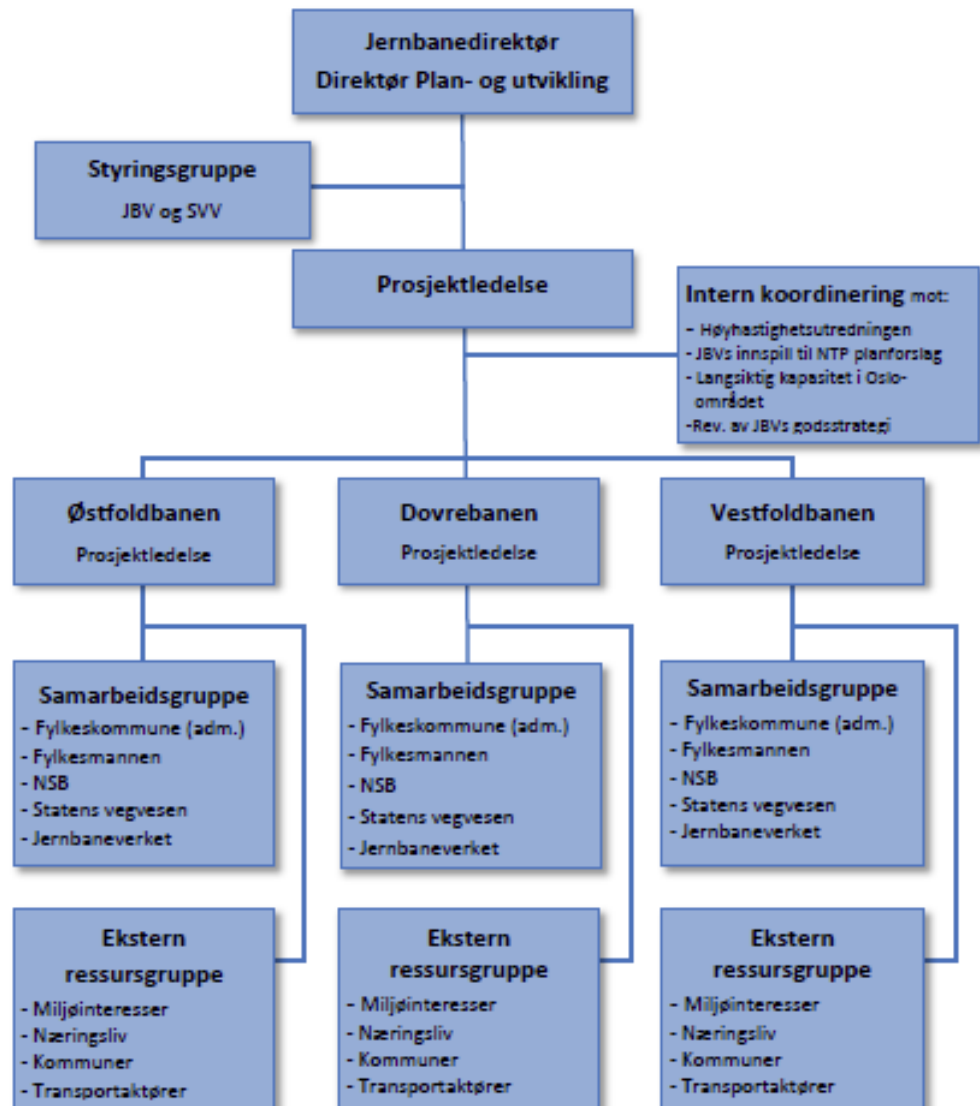 Jernbanedirektør
Direktør Plan- og utvikling
Styringsgruppe
JBV og SVV
Prosjektledelse
Intern koordinering mot:
- Høyhastighetsutredningen
- JBVs innspill til NTP planforslag
- Langsiktig kapasitet i Oslo-
området
-Rev. av JBVs godsstrategi
Østfoldbanen
Prosjektledelse
Dovrebanen
Prosjektledelse
Vestfoldbanen
Prosjektledelse
Samarbeidsgruppe
- Fylkeskommune (adm.)
- Fylkesmannen
- NSB
- Statens vegvesen
- Jernbaneverket
Samarbeidsgruppe
- Fylkeskommune (adm.)
- Fylkesmannen
- NSB
- Statens vegvesen
- Jernbaneverket
Samarbeidsgruppe
- Fylkeskommune (adm.)
- Fylkesmannen
- NSB
- Statens vegvesen
- Jernbaneverket
Ekstern
ressursgruppe
- Miljøinteresser
- Næringsliv
- Kommuner
- Transportaktører
Ekstern
ressursgruppe
- Miljøinteresser
- Næringsliv
- Kommuner
- Transportaktører
Ekstern
ressursgruppe
- Miljøinteresser
- Næringsliv
- Kommuner
- Transportaktører